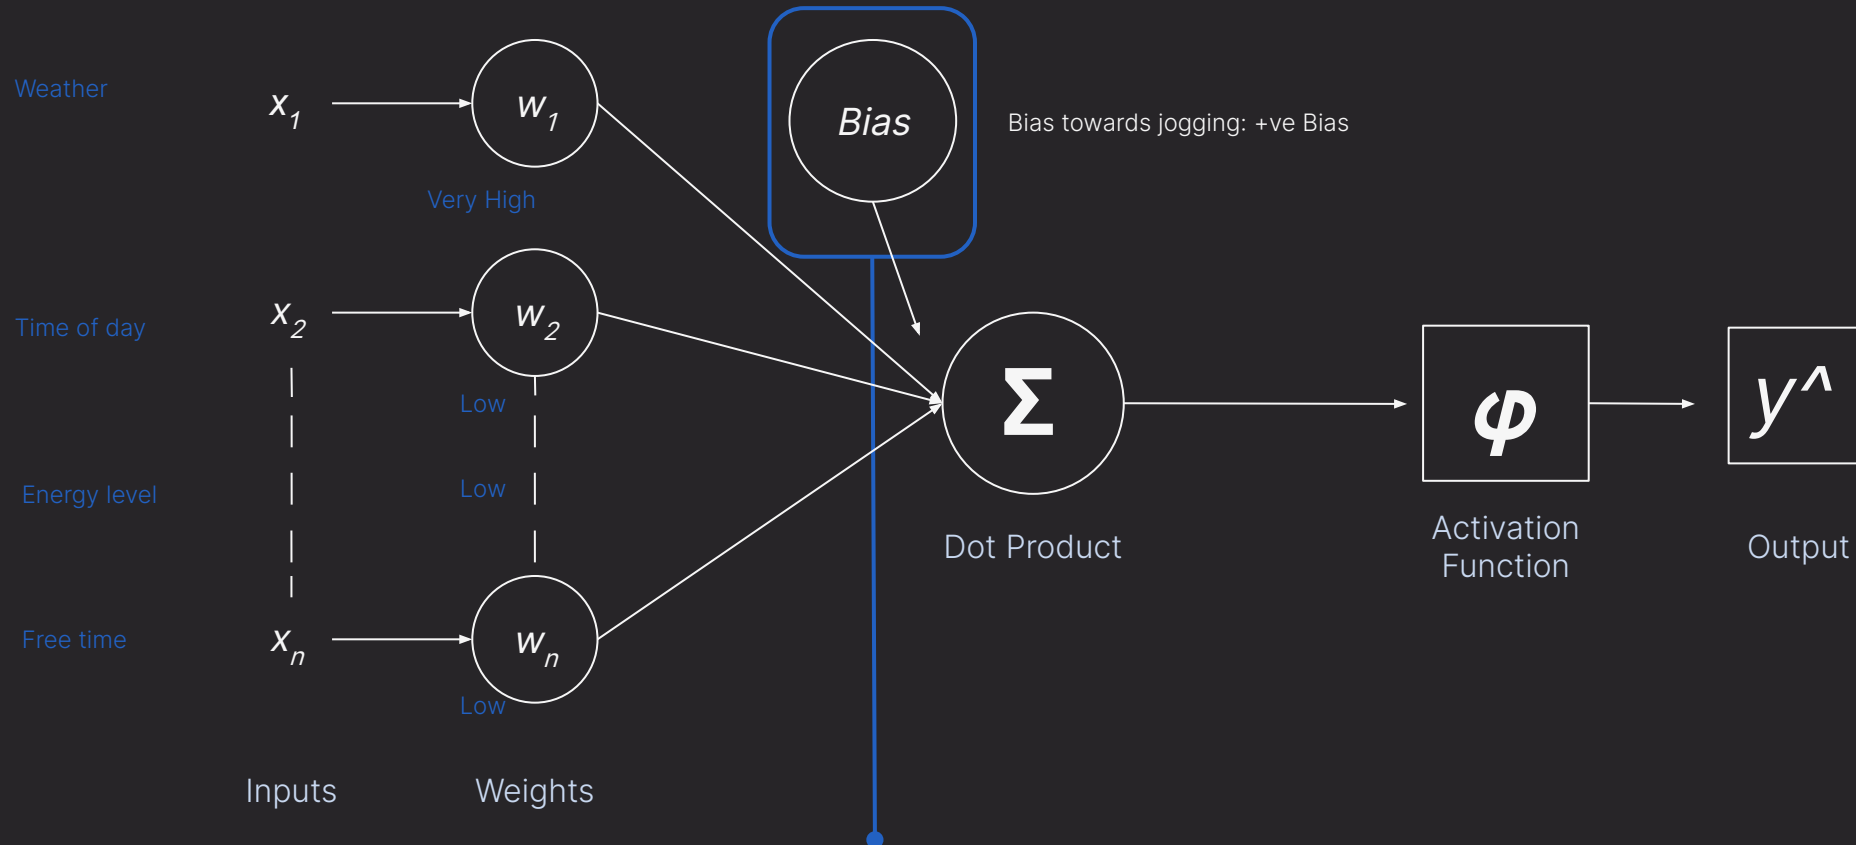 Weather
x1
w1
Very High
Bias
Bias towards jogging: +ve Bias
Time of day
x2
w2
Low
Low
Energy level
Σ
φ
y^
Dot Product
Activation
Function
Output
Free time
xn
wn
Low
Inputs
Weights